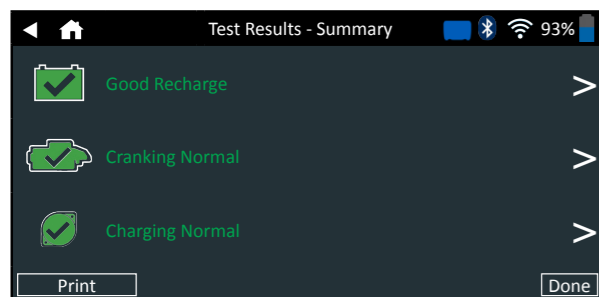 Test Results - Summary 93%
Good Recharge >
Cranking Normal >
Charging Normal >
Print Done